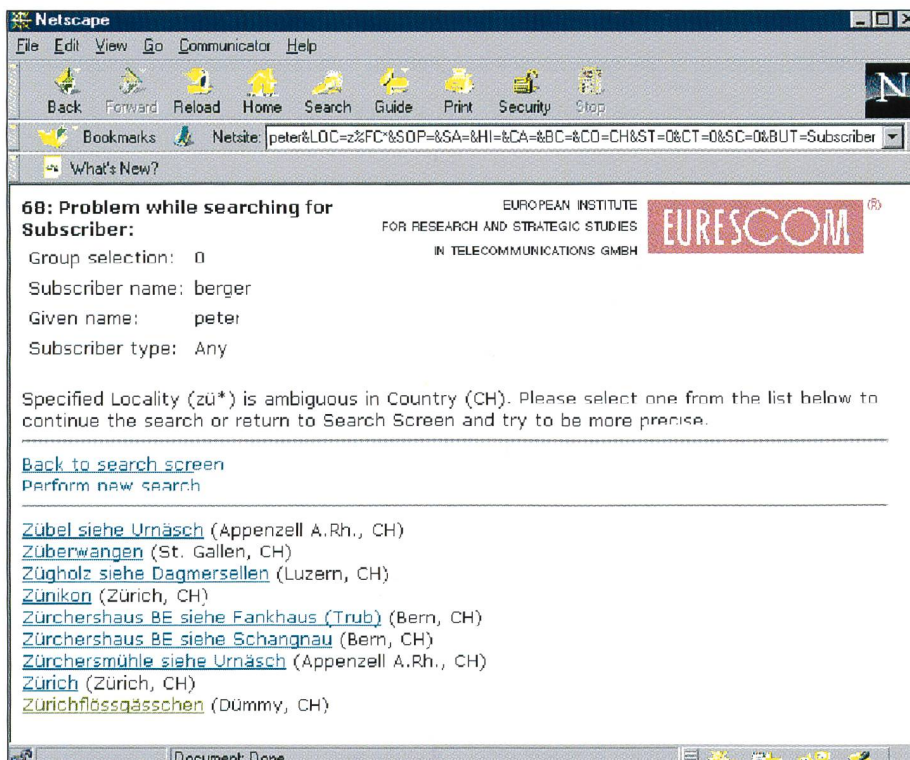 Netscape
File Edit View Go Communicator Help
Back Forward Reload Home Search Guide Print Security Stop
N
Bookmarks Netsite: peter&LOC=z%FC*&SOP=&SA=&HI=&CA=&BC=&CO=CH&ST=0&CT=0&SC=0&BUT=Subscriber
What's New?
68: Problem while searching for
Subscriber:
EUROPEAN INSTITUTE
FOR RESEARCH AND STRATEGIC STUDIES
IN TELECOMMUNICATIONS GMBH
EURESCOM ®
Group selection: 0
Subscriber name: berger
Given name: peter
Subscriber type: Any
Specified Locality (zü*) is ambiguous in Country (CH). Please select one from the list below to
continue the search or return to Search Screen and try to be more precise.
Back to search screen
Perform new search
Zübel siehe Urnäsch (Appenzell A.Rh., CH)
Züberwangen (St. Gallen, CH)
Zügholz siehe Dagmersellen (Luzern, CH)
Zünikon (Zürich, CH)
Zürchershaus BE siehe Fankhaus (Trub) (Bern, CH)
Zürchershaus BE siehe Schangnau (Bern, CH)
Zürchersmühle siehe Urnäsch (Appenzell A.Rh., CH)
Zürich (Zürich, CH)
Zürichflössgässchen (Dümmy, CH)
Document: Done